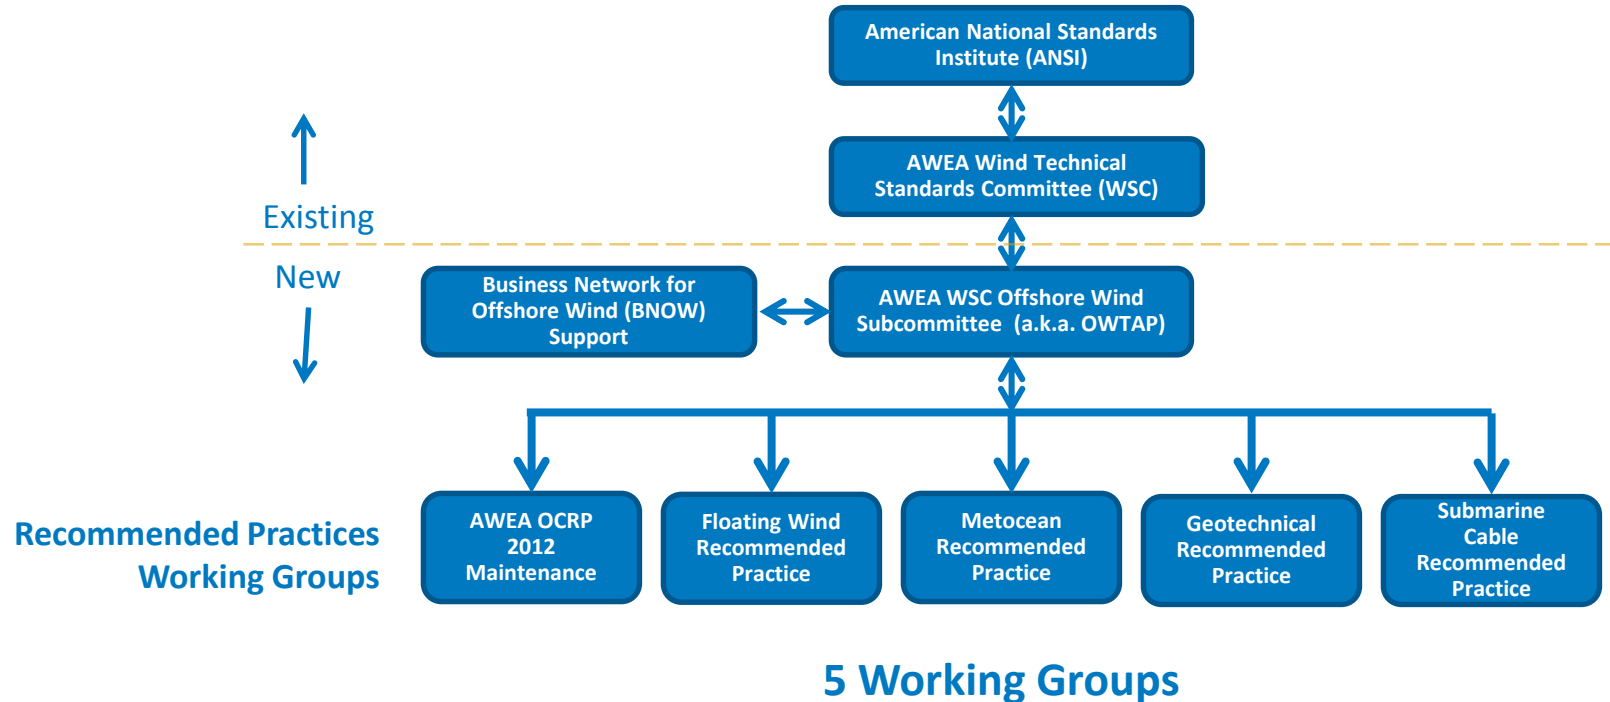 American National Standards
Institute (ANSI)
AWEA Wind Technical
Standards Committee (WSC)
Existing
New
Business Network for
Offshore Wind (BNOW)
Support
AWEA WSC Offshore Wind
Subcommittee (a.k.a. OWTAP)
Recommended Practices
Working Groups
AWEA OCRP
2012
Maintenance
Floating Wind
Recommended
Practice
Metocean
Recommended
Practice
Geotechnical
Recommended
Practice
Submarine
Cable
Recommended
Practice
5 Working Groups